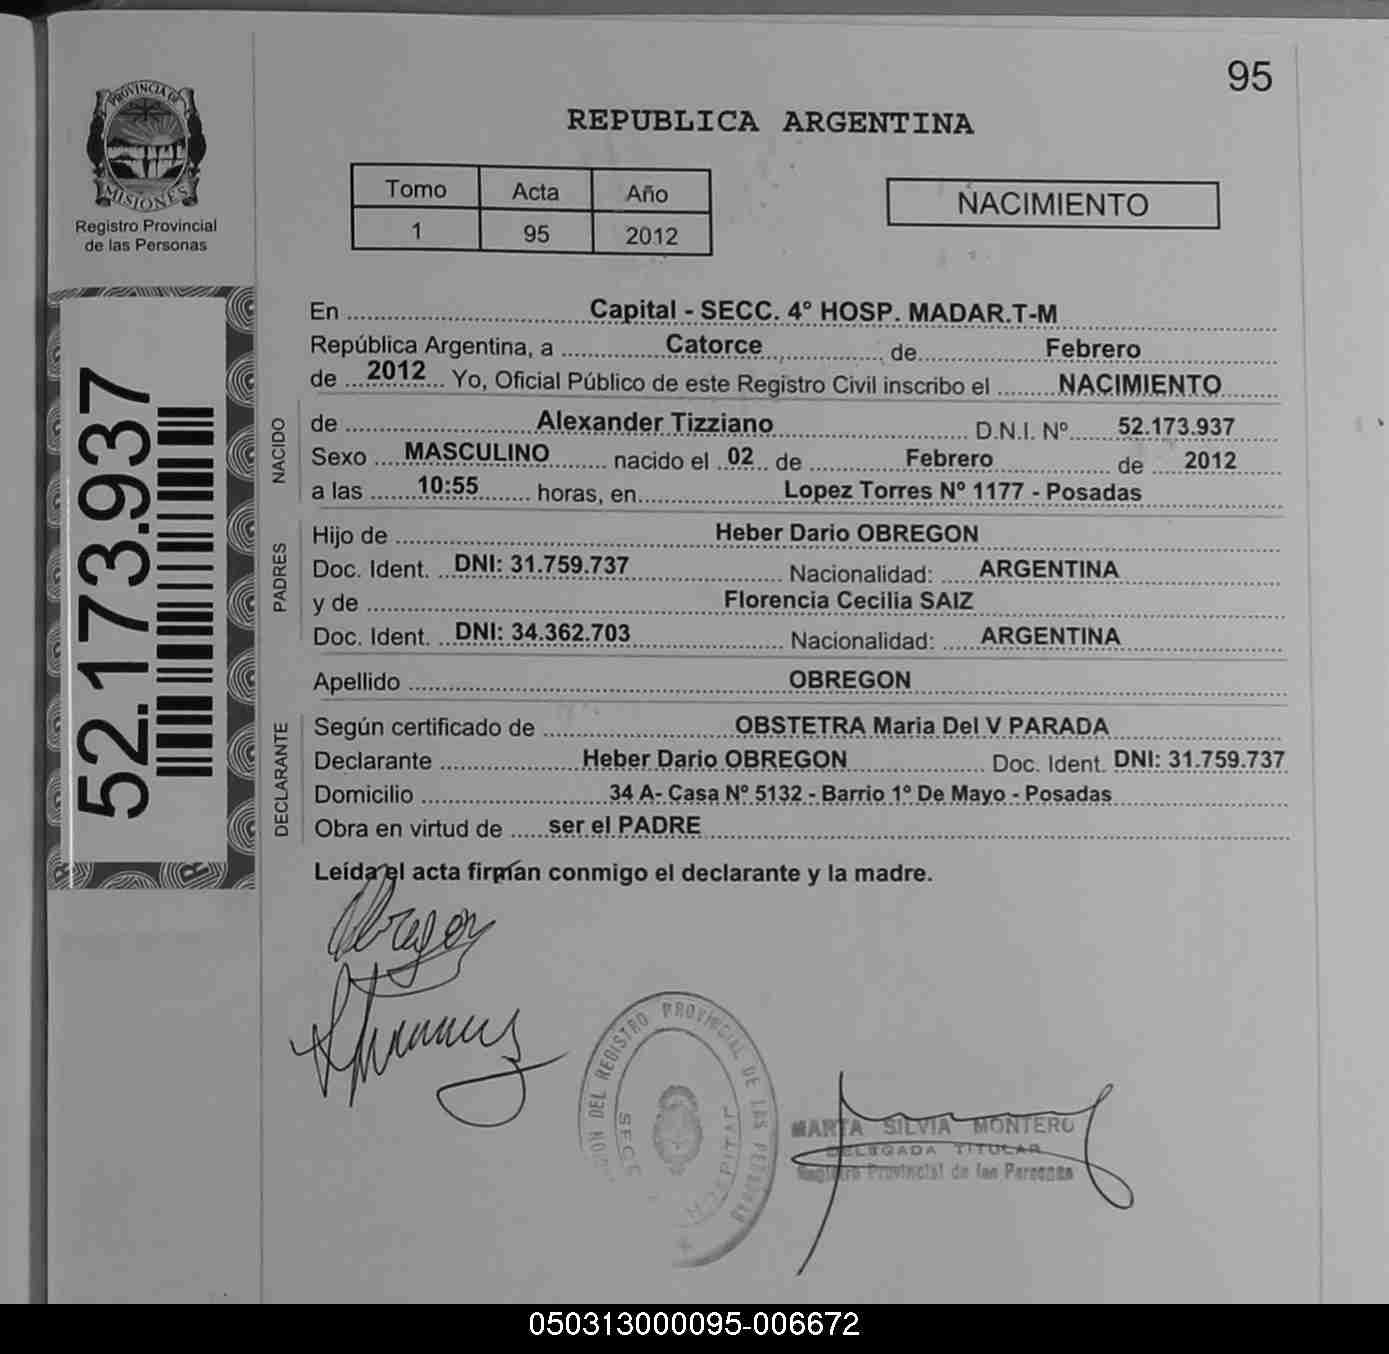 95
PROVINCIA DE
MISIONES
Registro Provincial
de las Personas
REPUBLICA ARGENTINA
Tomo Acta Año
1 95 2012
NACIMIENTO
52.173.937
En Capital - SECC. 4º HOSP. MADAR.T-M
República Argentina, a Catorce de Febrero
de 2012 Yo, Oficial Público de este Registro Civil inscribo el NACIMIENTO
NACIDO
de Alexander Tizziano D.N.I. Nº 52.173.937
Sexo MASCULINO nacido el 02 de Febrero de 2012
a las 10:55 horas, en Lopez Torres Nº 1177 - Posadas
PADRES
Hijo de Heber Dario OBREGON
Doc. Ident. DNI: 31.759.737 Nacionalidad: ARGENTINA
y de Florencia Cecilia SAIZ
Doc. Ident. DNI: 34.362.703 Nacionalidad: ARGENTINA
Apellido OBREGON
DECLARANTE
Según certificado de OBSTETRA Maria Del V PARADA
Declarante Heber Dario OBREGON Doc. Ident. DNI: 31.759.737
Domicilio 34 A- Casa Nº 5132 - Barrio 1º De Mayo - Posadas
Obra en virtud de ser el PADRE
Leída el acta firman conmigo el declarante y la madre.
Obregon
DEL REGISTRO PROVINCIAL DE LAS PERSONAS
SECC
MARTA SILVIA MONTERO
DELEGADA TITULAR
Registro Provincial de las Personas
050313000095-006672